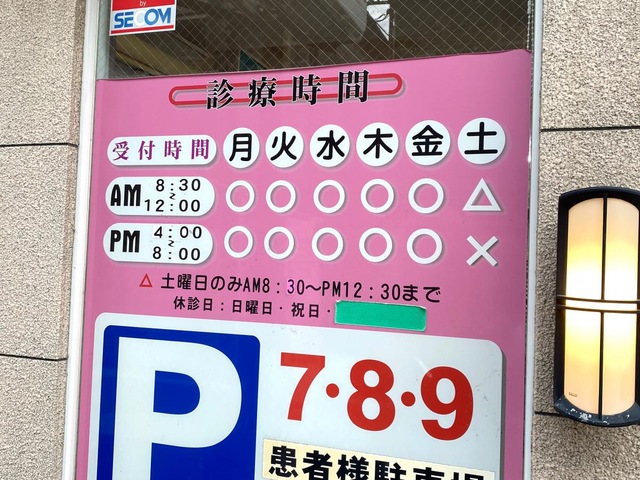 by
SECOM
診療時間
受付時間 月 火 水 木 金 土
AM 8:30~12:00 ○ ○ ○ ○ ○ △
PM 4:00~8:00 ○ ○ ○ ○ ○ ×
△ 土曜日のみAM8:30〜PM12:30まで
休診日:日曜日・祝日・
P
7・8・9
患者様駐車場